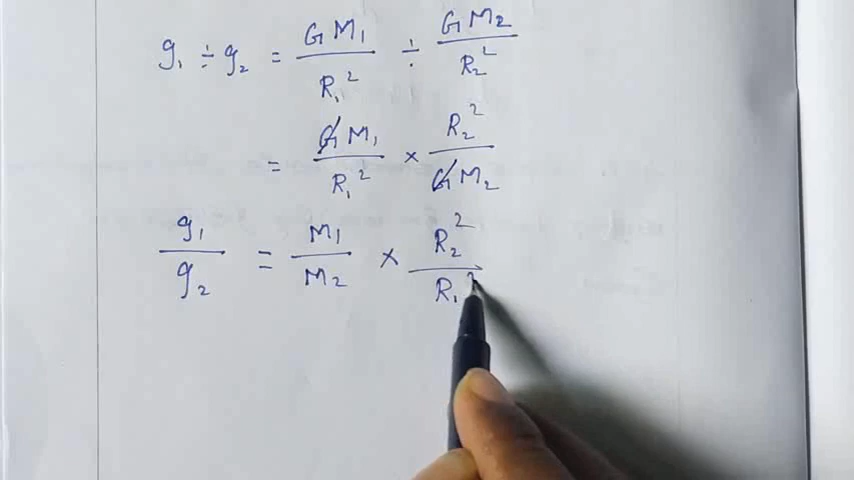 g₁ ÷ g₂ = GM₁/R₁² ÷ GM₂/R₂²
= GM₁/R₁² × R₂²/GM₂
g₁/g₂ = M₁/M₂ × R₂²/R₁²